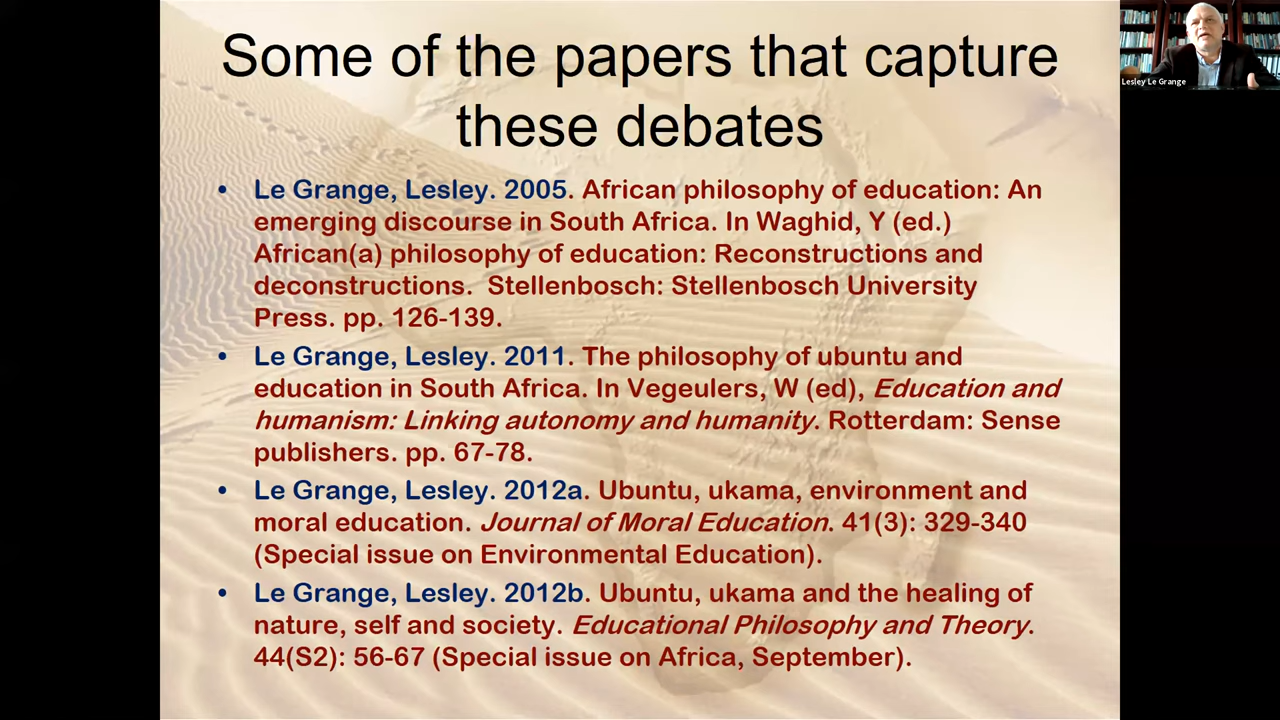 Some of the papers that capture
these debates
• Le Grange, Lesley. 2005. African philosophy of education: An
emerging discourse in South Africa. In Waghid, Y (ed.)
African(a) philosophy of education: Reconstructions and
deconstructions.  Stellenbosch: Stellenbosch University
Press. pp. 126-139.
• Le Grange, Lesley. 2011. The philosophy of ubuntu and
education in South Africa. In Vegeulers, W (ed), Education and
humanism: Linking autonomy and humanity. Rotterdam: Sense
publishers. pp. 67-78.
• Le Grange, Lesley. 2012a. Ubuntu, ukama, environment and
moral education. Journal of Moral Education. 41(3): 329-340
(Special issue on Environmental Education).
• Le Grange, Lesley. 2012b. Ubuntu, ukama and the healing of
nature, self and society. Educational Philosophy and Theory.
44(S2): 56-67 (Special issue on Africa, September).
Lesley Le Grange